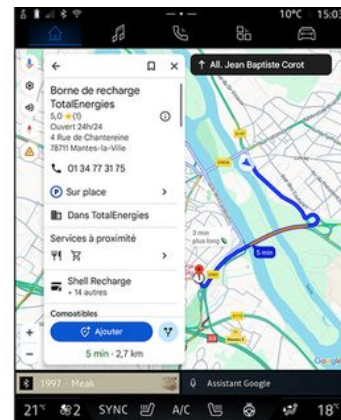 10°C 15:03
Borne de recharge
TotalEnergies
5,0 ★(1)
Ouvert 24h/24
4 Rue de Chantereine
78711 Mantes-la-Ville
01 34 77 31 75
P Sur place
Dans TotalEnergies
Services à proximité
Shell Recharge
+ 14 autres
Compatibles
Ajouter
5 min · 2,7 km
All. Jean Baptiste Corot
3 min
plus long
5 min
Google
1997 - Meak
Assistant Google
21° 2 SYNC A/C 18°